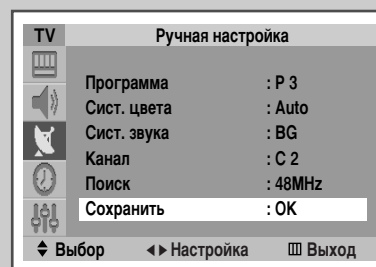 TV Ручная настройка
Программа : P 3
Сист. цвета : Auto
Сист. звука : BG
Канал : C 2
Поиск : 48MHz
Сохранить : OK
Выбор Настройка Выход